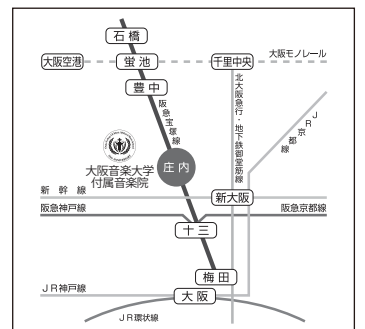 石橋
大阪モノレール
大阪空港
蛍池
千里中央
豊中
阪急宝塚線
北大阪急行・地下鉄御堂筋線
JR京都線
大阪音楽大学
付属音楽院
庄内
新幹線
新大阪
阪急神戸線
阪急京都線
十三
梅田
JR神戸線
大阪
JR環状線